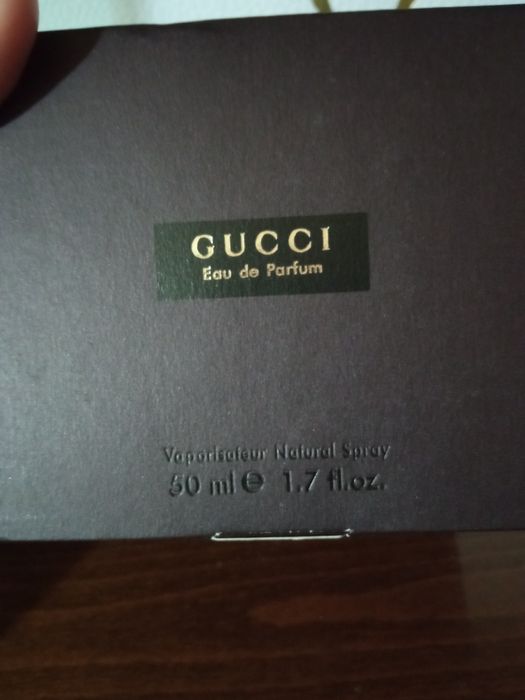 GUCCI
Eau de Parfum
Vaporisateur Natural Spray
50 ml ℮ 1.7 fl.oz.